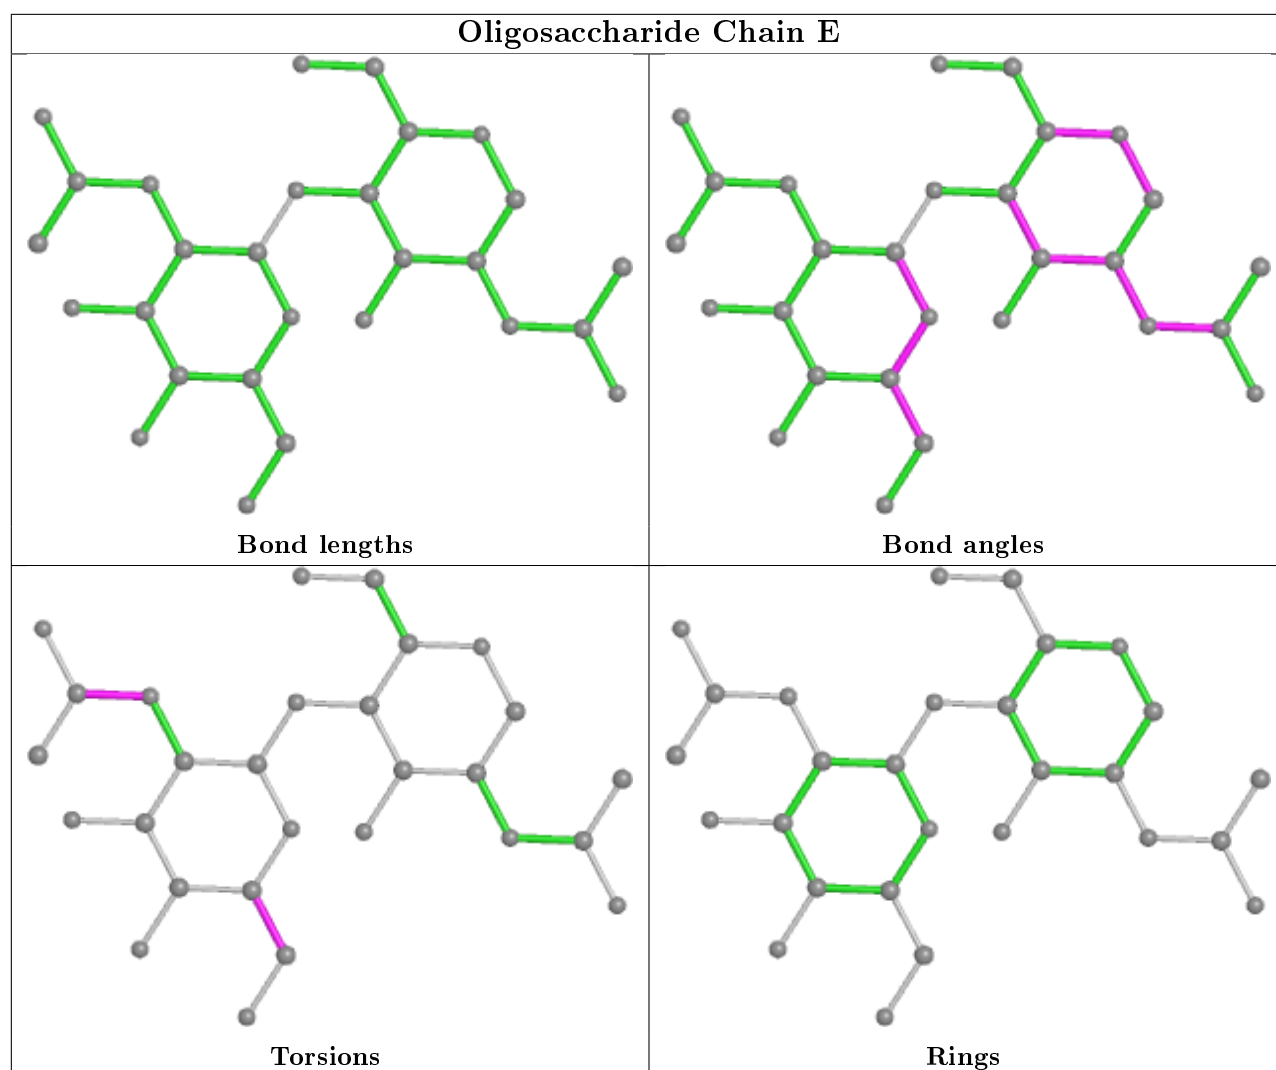 Oligosaccharide Chain E
Bond lengths
Bond angles
Torsions
Rings